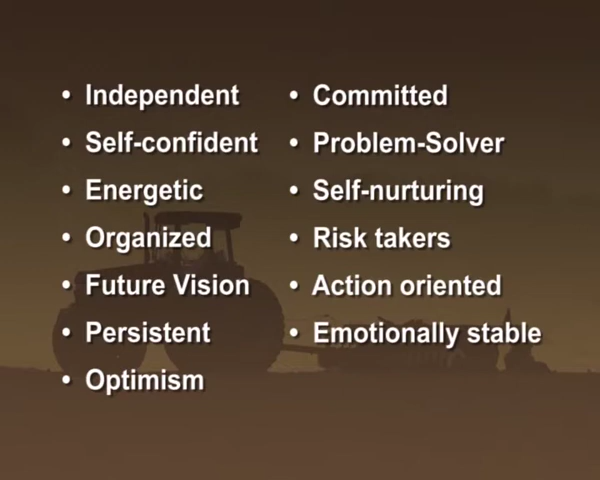 • Independent
• Self-confident
• Energetic
• Organized
• Future Vision
• Persistent
• Optimism
• Committed
• Problem-Solver
• Self-nurturing
• Risk takers
• Action oriented
• Emotionally stable